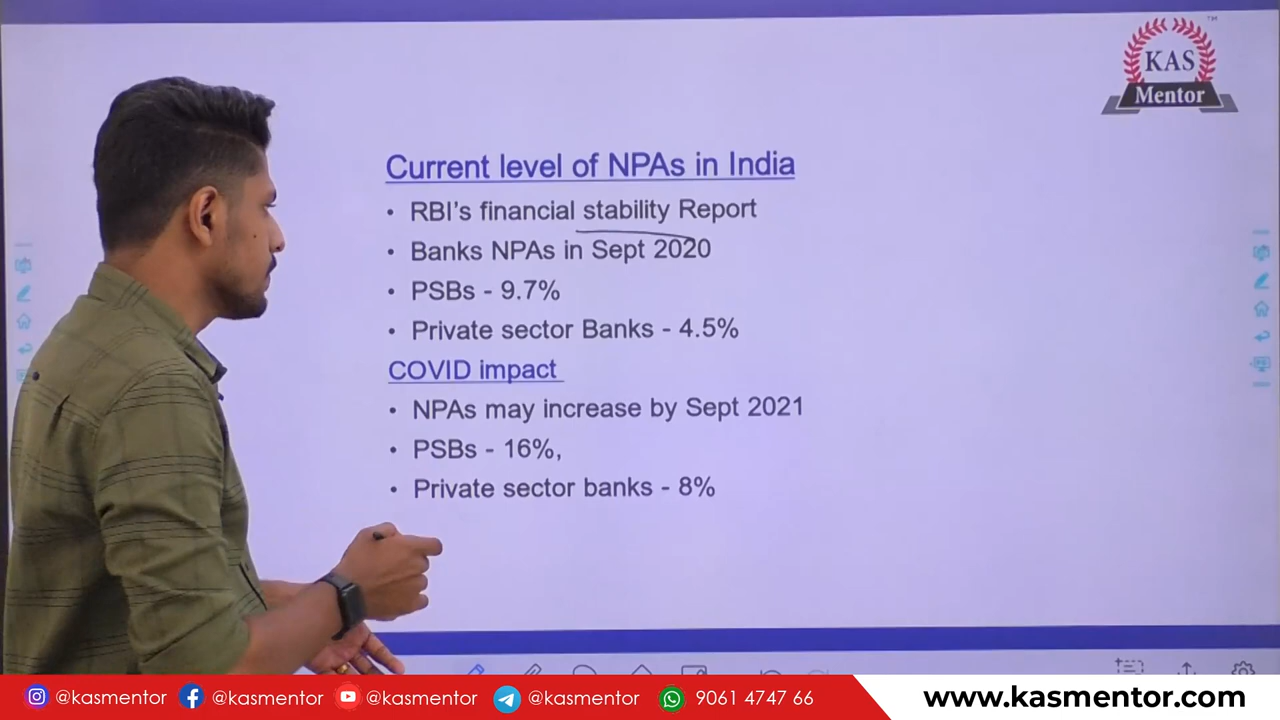 TM
KAS
Mentor
Current level of NPAs in India
• RBI's financial stability Report
• Banks NPAs in Sept 2020
• PSBs - 9.7%
• Private sector Banks - 4.5%
COVID impact
• NPAs may increase by Sept 2021
• PSBs - 16%,
• Private sector banks - 8%
@kasmentor @kasmentor @kasmentor @kasmentor 9061 4747 66
www.kasmentor.com